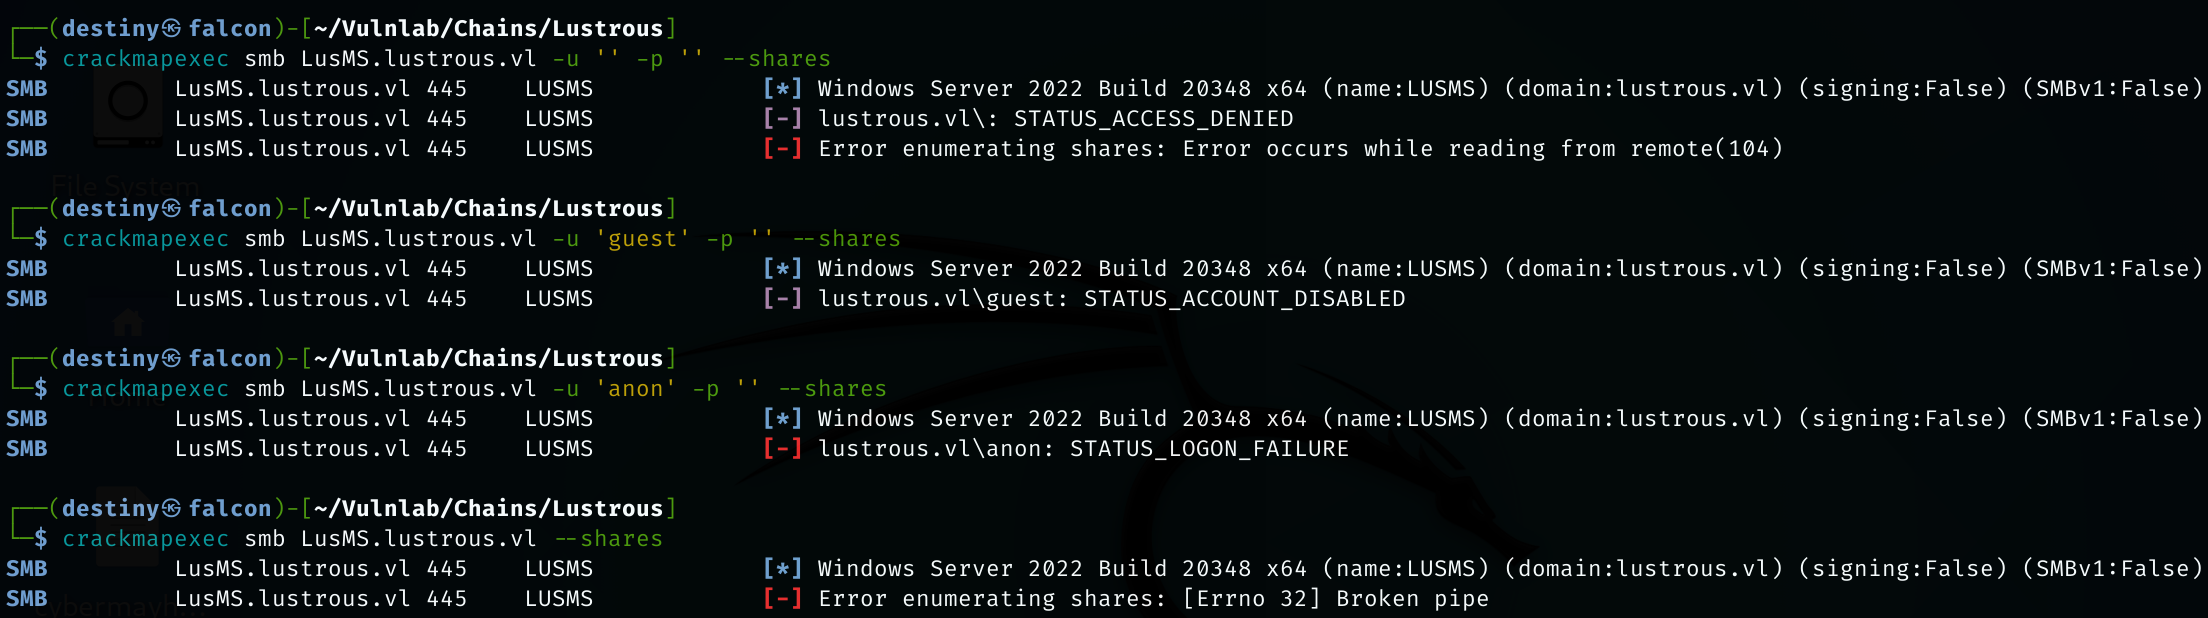 ┌──(destiny㉿falcon)-[~/Vulnlab/Chains/Lustrous]
└─$ crackmapexec smb LusMS.lustrous.vl -u '' -p '' --shares
SMB         LusMS.lustrous.vl 445    LUSMS            [*] Windows Server 2022 Build 20348 x64 (name:LUSMS) (domain:lustrous.vl) (signing:False) (SMBv1:False)
SMB         LusMS.lustrous.vl 445    LUSMS            [-] lustrous.vl\: STATUS_ACCESS_DENIED
SMB         LusMS.lustrous.vl 445    LUSMS            [-] Error enumerating shares: Error occurs while reading from remote(104)
File System
┌──(destiny㉿falcon)-[~/Vulnlab/Chains/Lustrous]
└─$ crackmapexec smb LusMS.lustrous.vl -u 'guest' -p '' --shares
SMB         LusMS.lustrous.vl 445    LUSMS            [*] Windows Server 2022 Build 20348 x64 (name:LUSMS) (domain:lustrous.vl) (signing:False) (SMBv1:False)
SMB         LusMS.lustrous.vl 445    LUSMS            [-] lustrous.vl\guest: STATUS_ACCOUNT_DISABLED
┌──(destiny㉿falcon)-[~/Vulnlab/Chains/Lustrous]
└─$ crackmapexec smb LusMS.lustrous.vl -u 'anon' -p '' --shares
Home
SMB         LusMS.lustrous.vl 445    LUSMS            [*] Windows Server 2022 Build 20348 x64 (name:LUSMS) (domain:lustrous.vl) (signing:False) (SMBv1:False)
SMB         LusMS.lustrous.vl 445    LUSMS            [-] lustrous.vl\anon: STATUS_LOGON_FAILURE
┌──(destiny㉿falcon)-[~/Vulnlab/Chains/Lustrous]
└─$ crackmapexec smb LusMS.lustrous.vl --shares
SMB         LusMS.lustrous.vl 445    LUSMS            [*] Windows Server 2022 Build 20348 x64 (name:LUSMS) (domain:lustrous.vl) (signing:False) (SMBv1:False)
SMB         LusMS.lustrous.vl 445    LUSMS            [-] Error enumerating shares: [Errno 32] Broken pipe